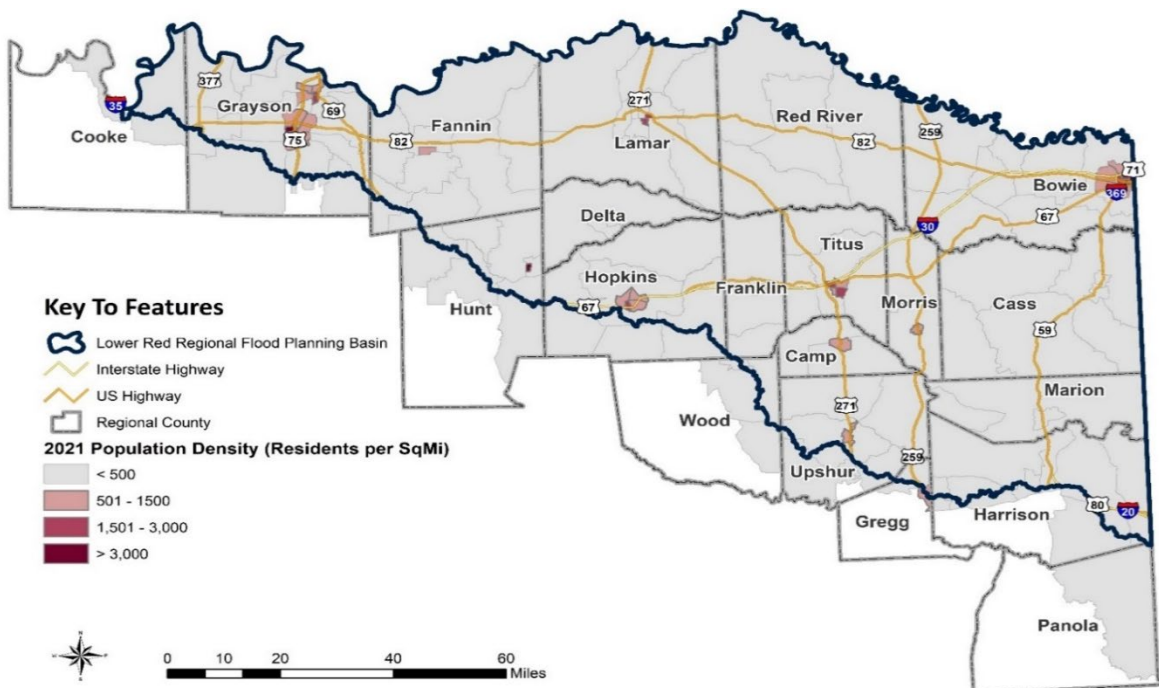 377
35
Grayson
69
Cooke
75
82
Fannin
271
Lamar
Red River
259
82
71
Bowie
369
67
30
Delta
Titus
Hopkins
Franklin
Morris
Cass
Hunt
67
59
Camp
Marion
Wood
271
259
Upshur
Gregg
Harrison
80
20
Panola
Key To Features
Lower Red Regional Flood Planning Basin
Interstate Highway
US Highway
Regional County
2021 Population Density (Residents per SqMi)
< 500
501 - 1500
1,501 - 3,000
> 3,000
N
0 10 20 40 60
Miles